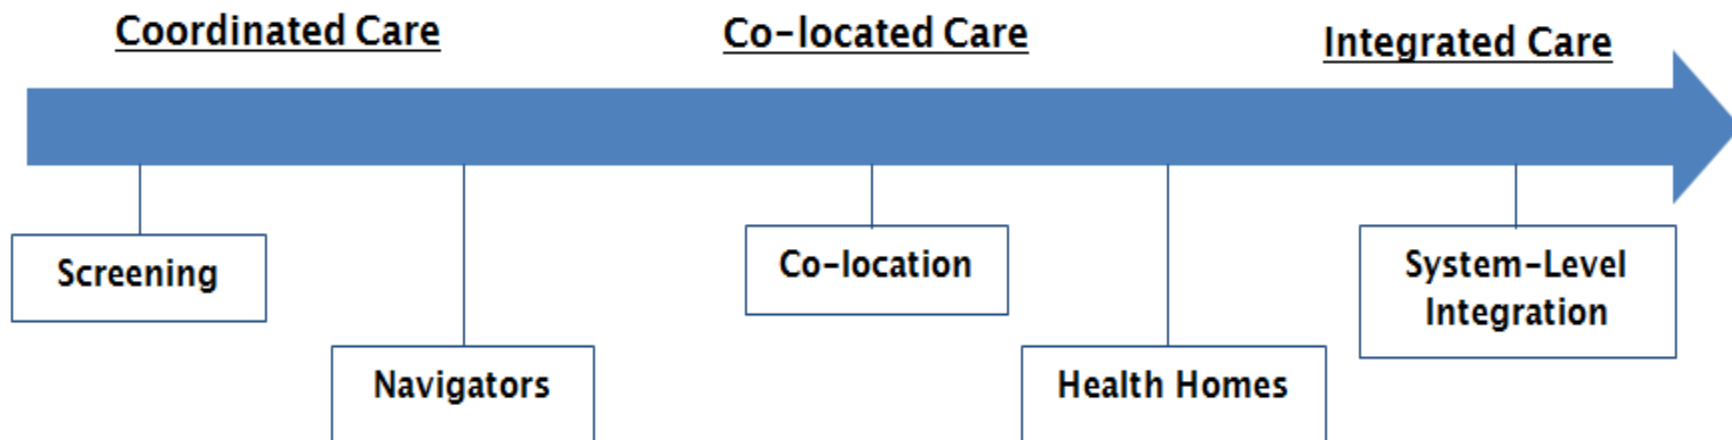 Coordinated Care
Co-located Care
Integrated Care
Screening
Navigators
Co-location
Health Homes
System-Level
Integration